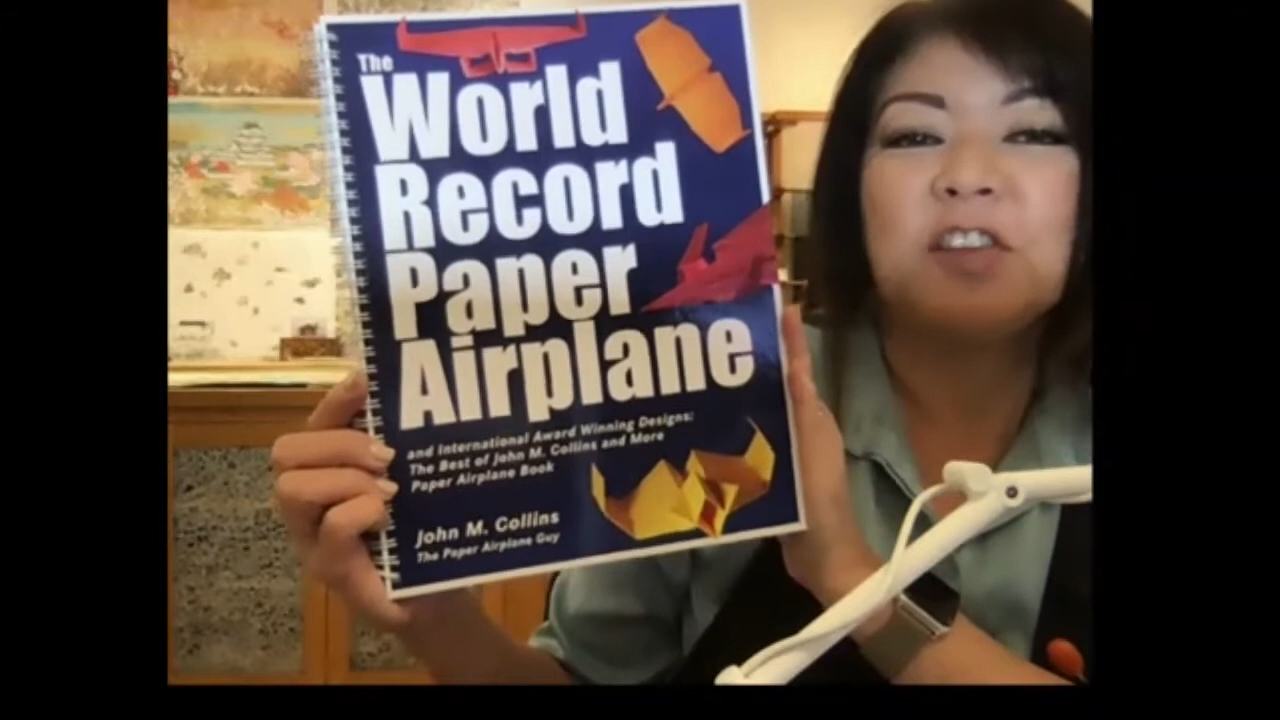 The
World
Record
Paper
Airplane
and International Award Winning Designs:
The Best of John M. Collins and More
Paper Airplane Book
John M. Collins
The Paper Airplane Guy